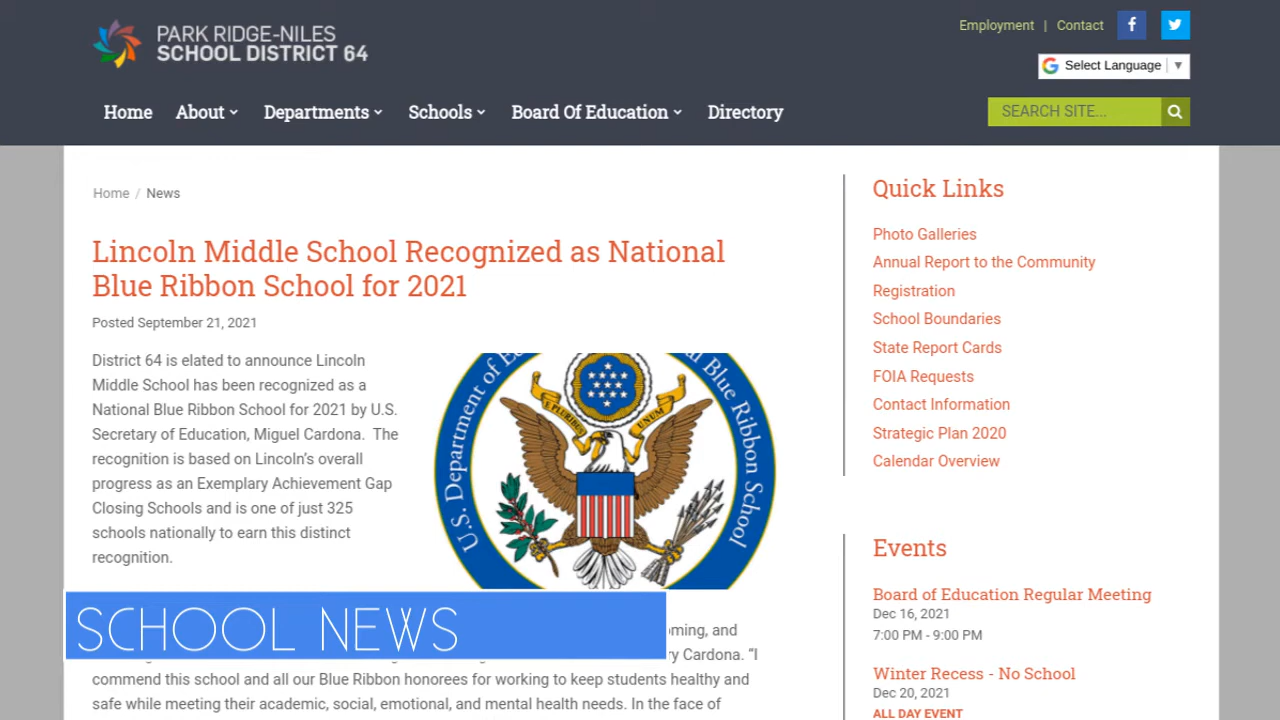 PARK RIDGE-NILES
SCHOOL DISTRICT 64
Employment | Contact
Select Language ▼
Home About Departments Schools Board Of Education Directory
SEARCH SITE...
Home / News
Lincoln Middle School Recognized as National
Blue Ribbon School for 2021
Posted September 21, 2021
District 64 is elated to announce Lincoln
Middle School has been recognized as a
National Blue Ribbon School for 2021 by U.S.
Secretary of Education, Miguel Cardona. The
recognition is based on Lincoln's overall
progress as an Exemplary Achievement Gap
Closing Schools and is one of just 325
schools nationally to earn this distinct
recognition.
U.S. Department of
Blue Ribbon School
E PLURIBUS UNUM
SCHOOL NEWS
and
Cardona. “I
commend this school and all our Blue Ribbon honorees for working to keep students healthy and
safe while meeting their academic, social, emotional, and mental health needs. In the face of
Quick Links
Photo Galleries
Annual Report to the Community
Registration
School Boundaries
State Report Cards
FOIA Requests
Contact Information
Strategic Plan 2020
Calendar Overview
Events
Board of Education Regular Meeting
Dec 16, 2021
7:00 PM - 9:00 PM
Winter Recess - No School
Dec 20, 2021
ALL DAY EVENT